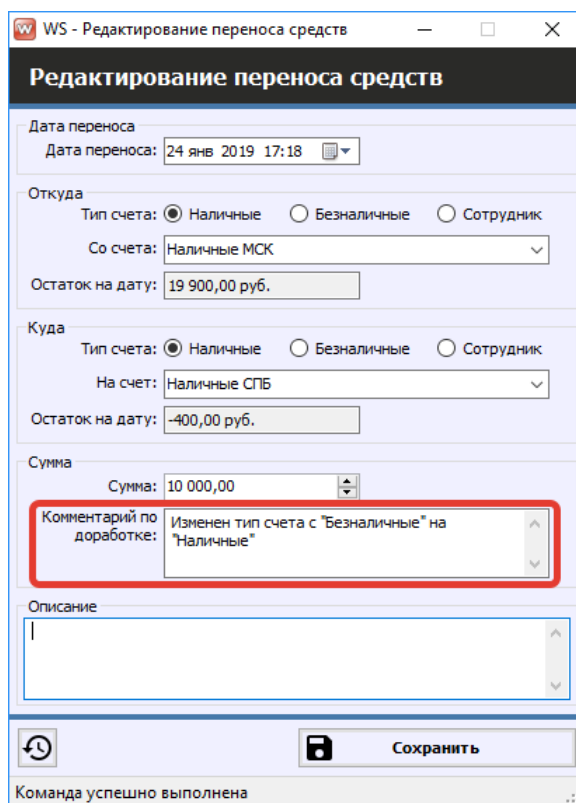 WS - Редактирование переноса средств
Редактирование переноса средств
Дата переноса
Дата переноса: 24 янв 2019 17:18
Откуда
Тип счета: Наличные Безналичные Сотрудник
Со счета: Наличные МСК
Остаток на дату: 19 900,00 руб.
Куда
Тип счета: Наличные Безналичные Сотрудник
На счет: Наличные СПБ
Остаток на дату: -400,00 руб.
Сумма
Сумма: 10 000,00
Комментарий по
доработке:
Изменен тип счета с "Безналичные" на
"Наличные"
Описание
Сохранить
Команда успешно выполнена